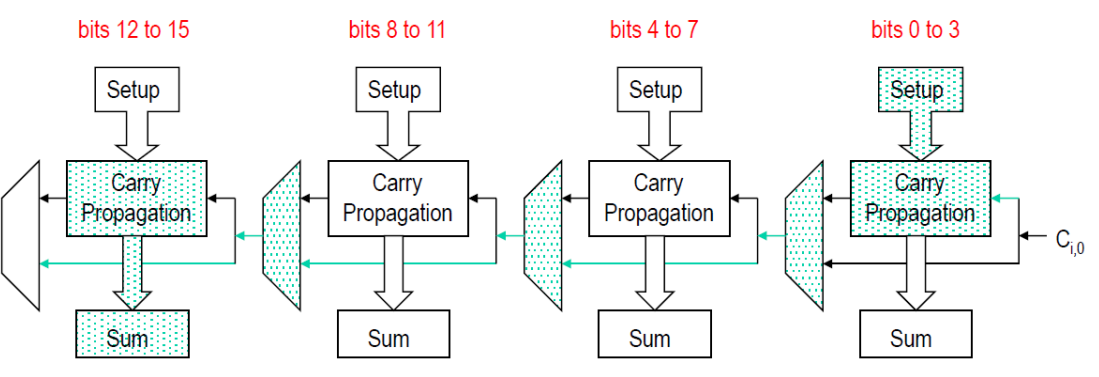 bits 12 to 15
bits 8 to 11
bits 4 to 7
bits 0 to 3
Setup
Setup
Setup
Setup
Carry
Propagation
Carry
Propagation
Carry
Propagation
Carry
Propagation
Ci,0
Sum
Sum
Sum
Sum